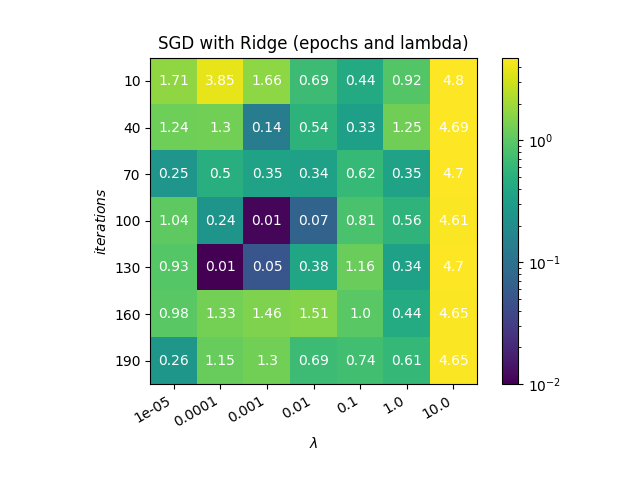 SGD with Ridge (epochs and lambda)
10 1.71 3.85 1.66 0.69 0.44 0.92 4.8
40 1.24 1.3 0.14 0.54 0.33 1.25 4.69
70 0.25 0.5 0.35 0.34 0.62 0.35 4.7
100 1.04 0.24 0.01 0.07 0.81 0.56 4.61
130 0.93 0.01 0.05 0.38 1.16 0.34 4.7
160 0.98 1.33 1.46 1.51 1.0 0.44 4.65
190 0.26 1.15 1.3 0.69 0.74 0.61 4.65
iterations
1e-05 0.0001 0.001 0.01 0.1 1.0 10.0
λ
10⁰
10⁻¹
10⁻²